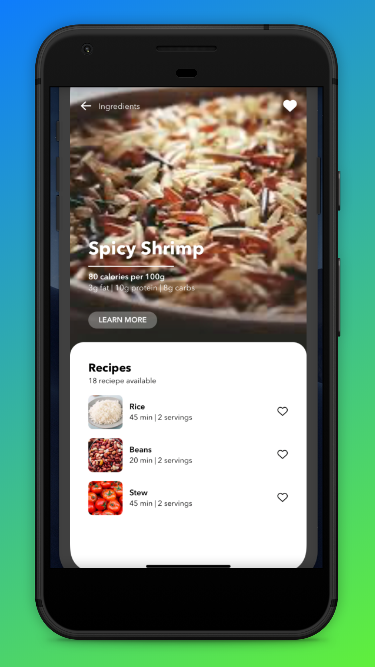 Ingredients
Spicy Shrimp
80 calories per 100g
3g fat | 10g protein | 8g carbs
LEARN MORE
Recipes
18 reciepe available
Rice
45 min | 2 servings
Beans
20 min | 2 servings
Stew
45 min | 2 servings